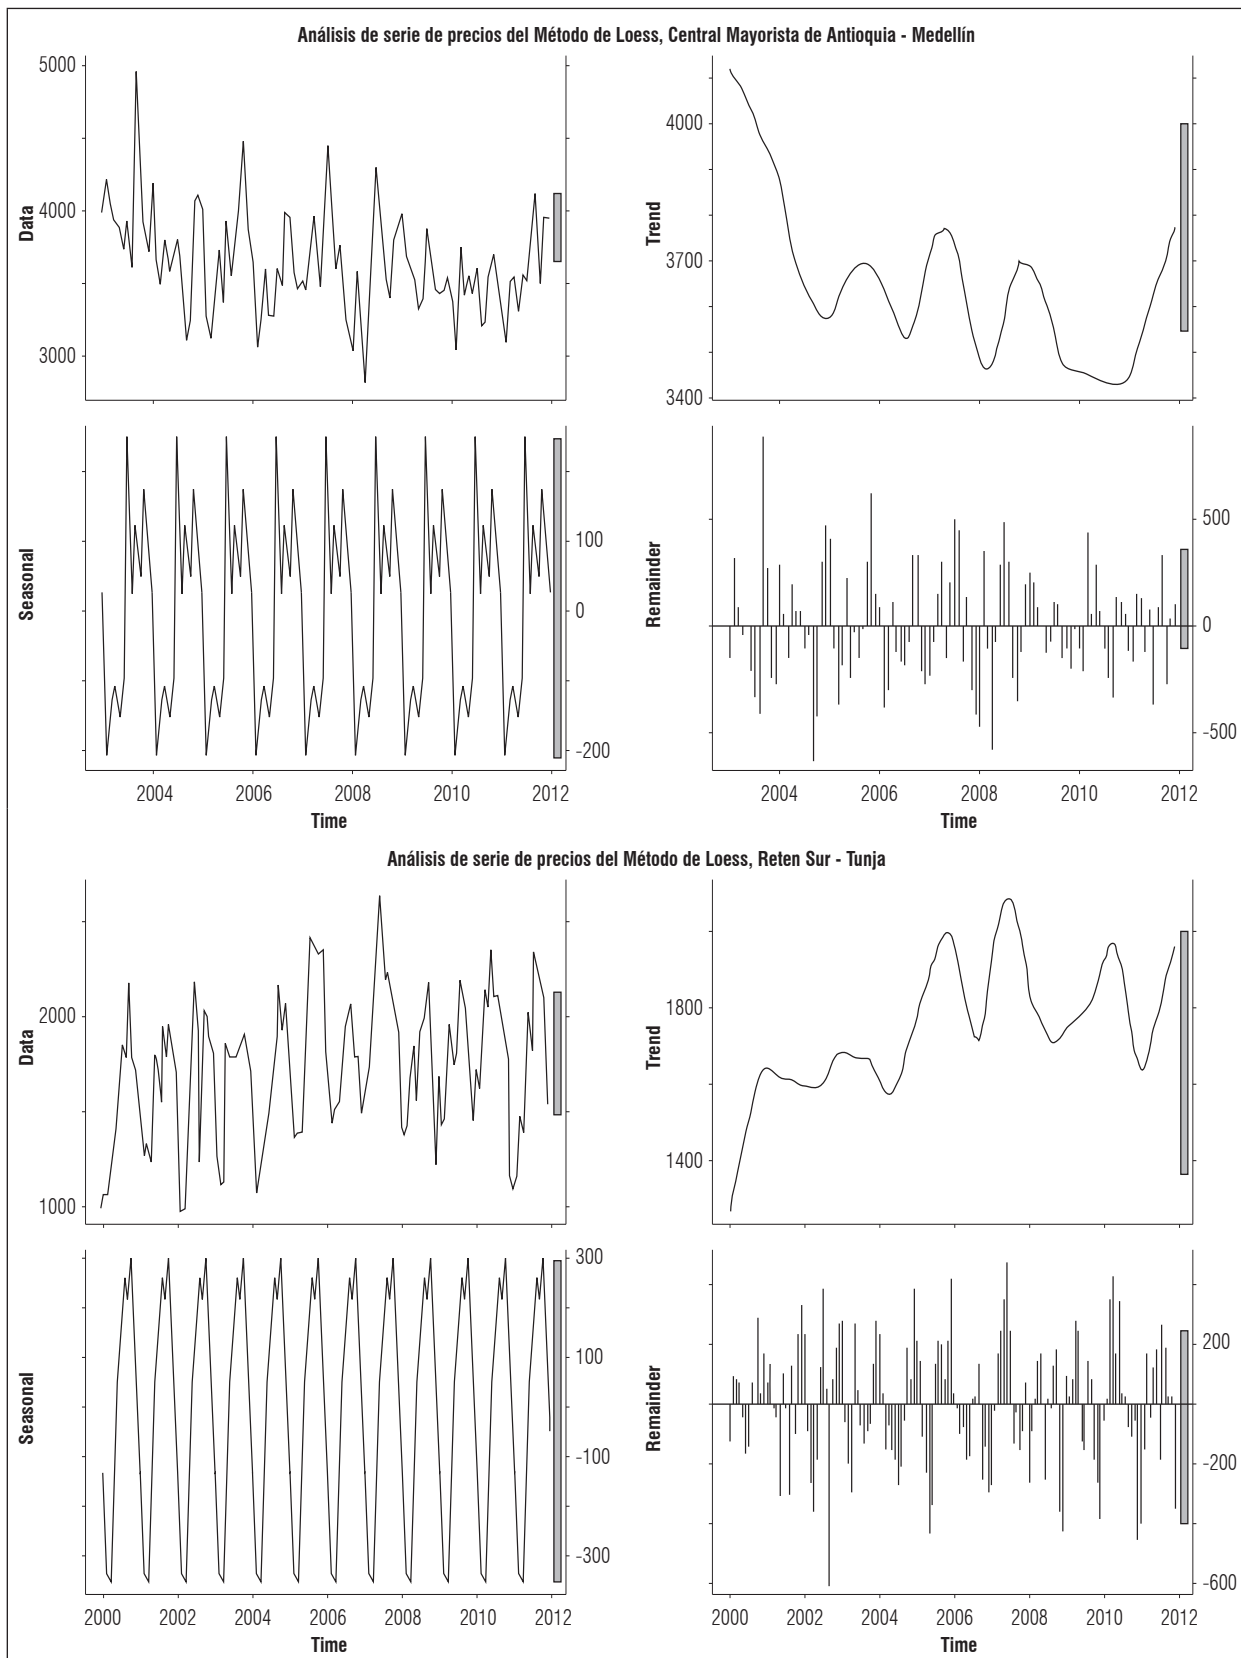 Análisis de serie de precios del Método de Loess, Central Mayorista de Antioquia - Medellín
5000
4000
3000
Data
4000
3700
3400
Trend
100
0
-200
Seasonal
2004 2006 2008 2010 2012
Time
500
0
-500
Remainder
2004 2006 2008 2010 2012
Time
Análisis de serie de precios del Método de Loess, Reten Sur - Tunja
2000
1000
Data
1800
1400
Trend
300
100
-100
-300
Seasonal
2000 2002 2004 2006 2008 2010 2012
Time
200
-200
-600
Remainder
2000 2002 2004 2006 2008 2010 2012
Time